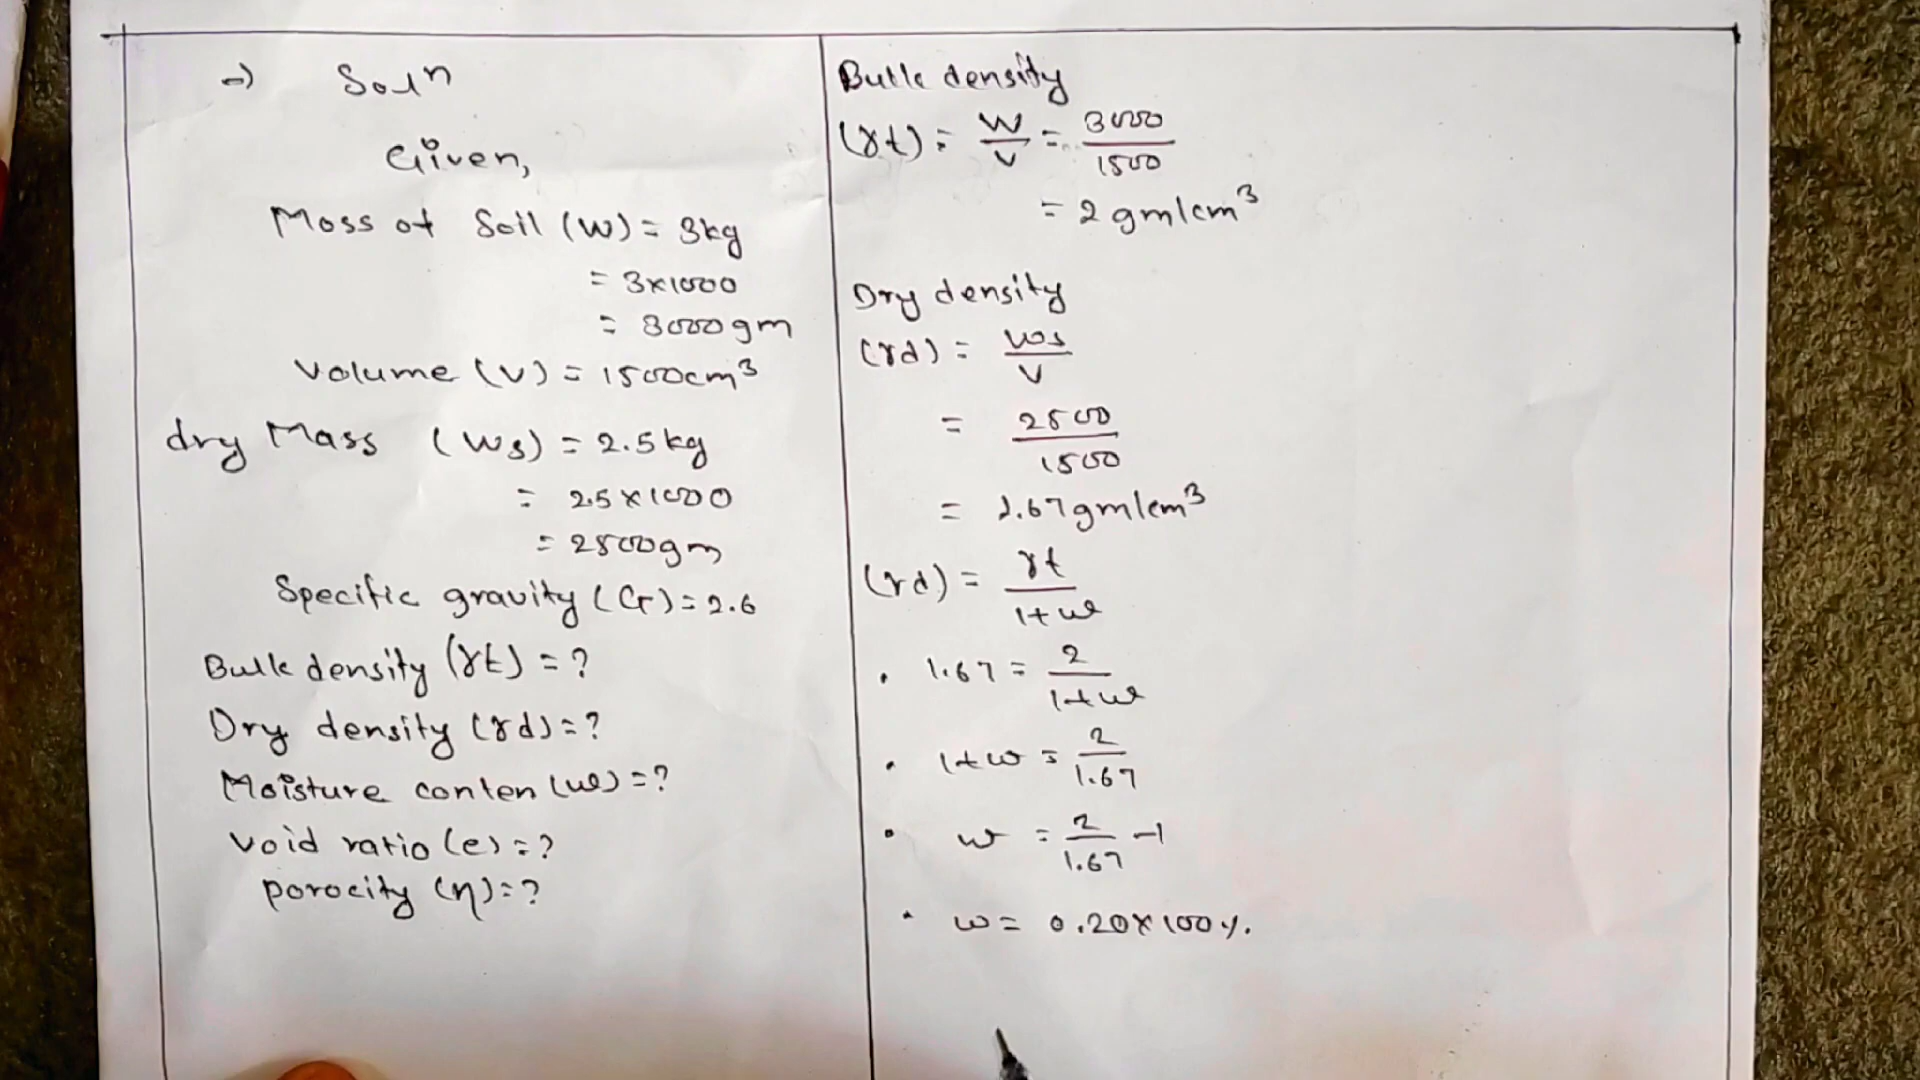 → Solⁿ
Given,
Mass of Soil (W) = 3kg
= 3×1000
= 3000gm
Volume (V) = 1500cm³
dry Mass (Ws) = 2.5kg
= 2.5×1000
= 2500gm
Specific gravity (G) = 2.6
Bulk density (γt) = ?
Dry density (γd) = ?
Moisture conten (w) = ?
Void ratio (e) = ?
porocity (η) = ?
Bulk density
(γt) = W/V = 3000/1500
= 2 gm/cm³
Dry density
(γd) = Ws/V
= 2500/1500
= 1.67gm/cm³
(γd) = γt/1+w
. 1.67 = 2/1+w
. 1+w = 2/1.67
. w = 2/1.67 -1
. w = 0.20×100%.